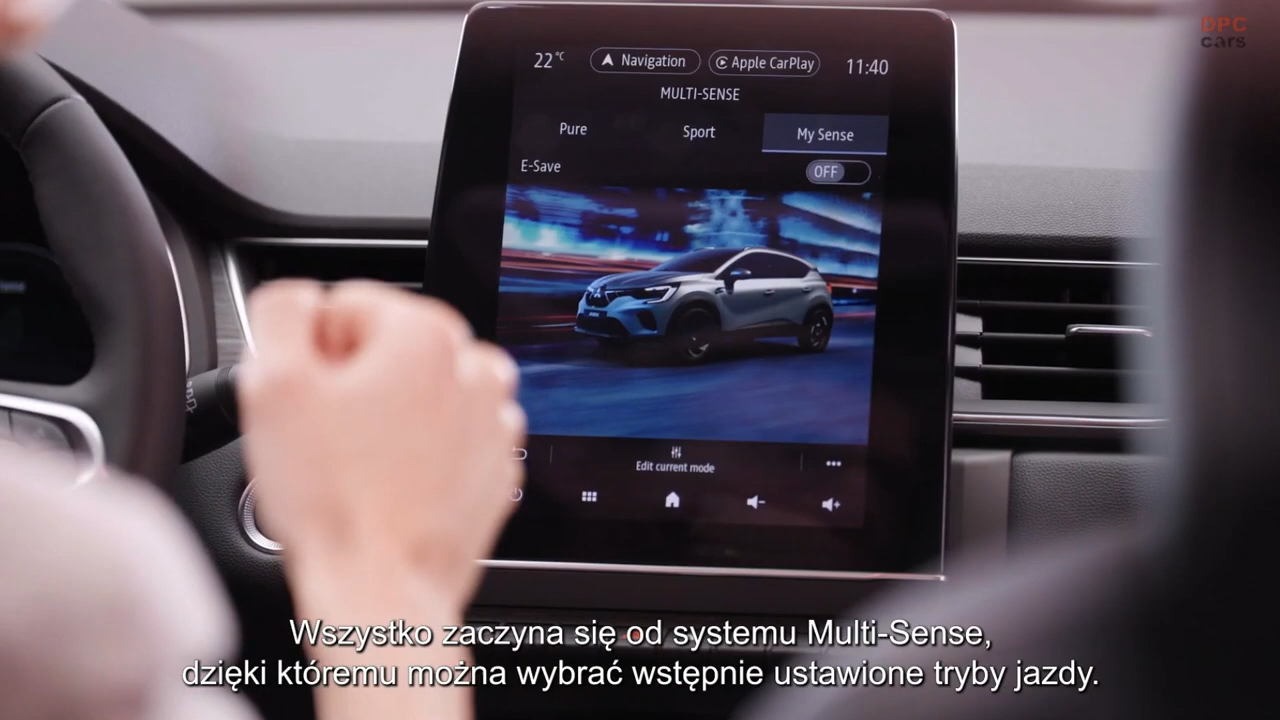 DPC
cars
22°C Navigation Apple CarPlay 11:40
MULTI-SENSE
Pure Sport My Sense
E-Save OFF
Edit current mode
Wszystko zaczyna się od systemu Multi-Sense,
dzięki któremu można wybrać wstępnie ustawione tryby jazdy.